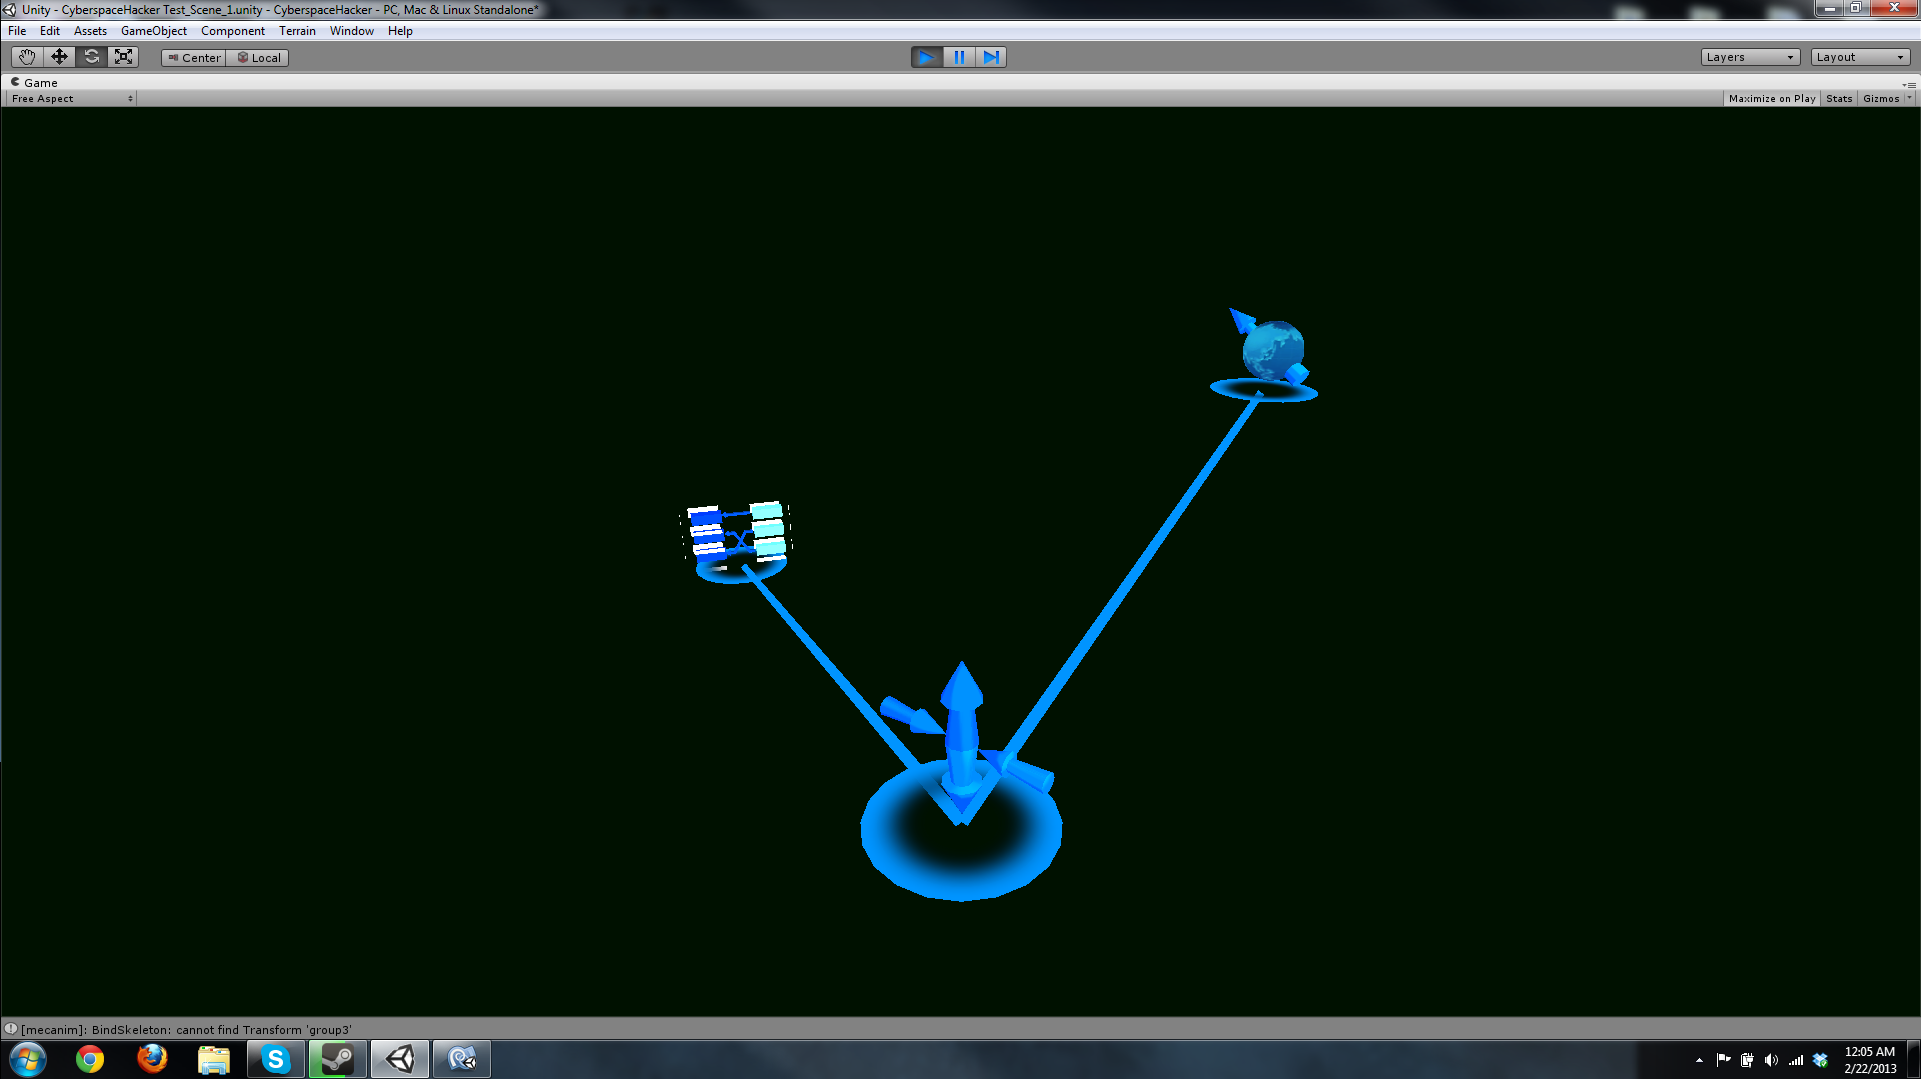 Unity - CyberspaceHacker Test_Scene_1.unity - CyberspaceHacker - PC, Mac & Linux Standalone*
File Edit Assets GameObject Component Terrain Window Help
Center Local Layers Layout
Game
Free Aspect Maximize on Play Stats Gizmos
[mecanim]: BindSkeleton: cannot find Transform 'group3'
12:05 AM
2/22/2013